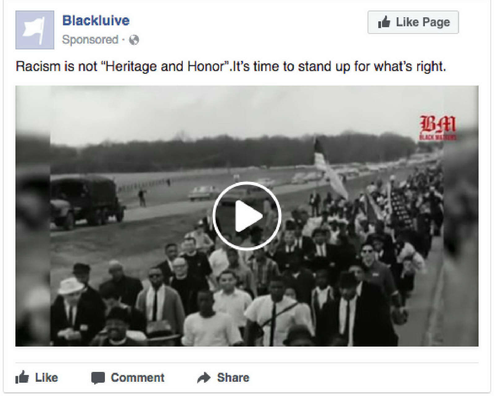 Blackluive
Like Page
Sponsored ·
Racism is not “Heritage and Honor”.It’s time to stand up for what’s right.
BM
BLACK MATTERS
Like Comment Share